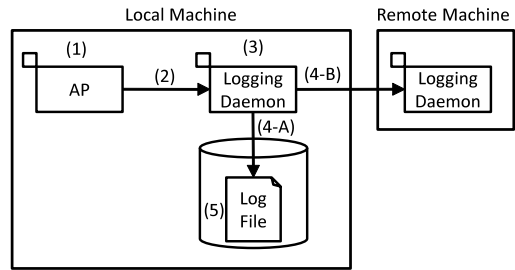 Local Machine
Remote Machine
(1)
(3)
AP
(2)
Logging
Daemon
(4-B)
Logging
Daemon
(4-A)
(5)
Log
File